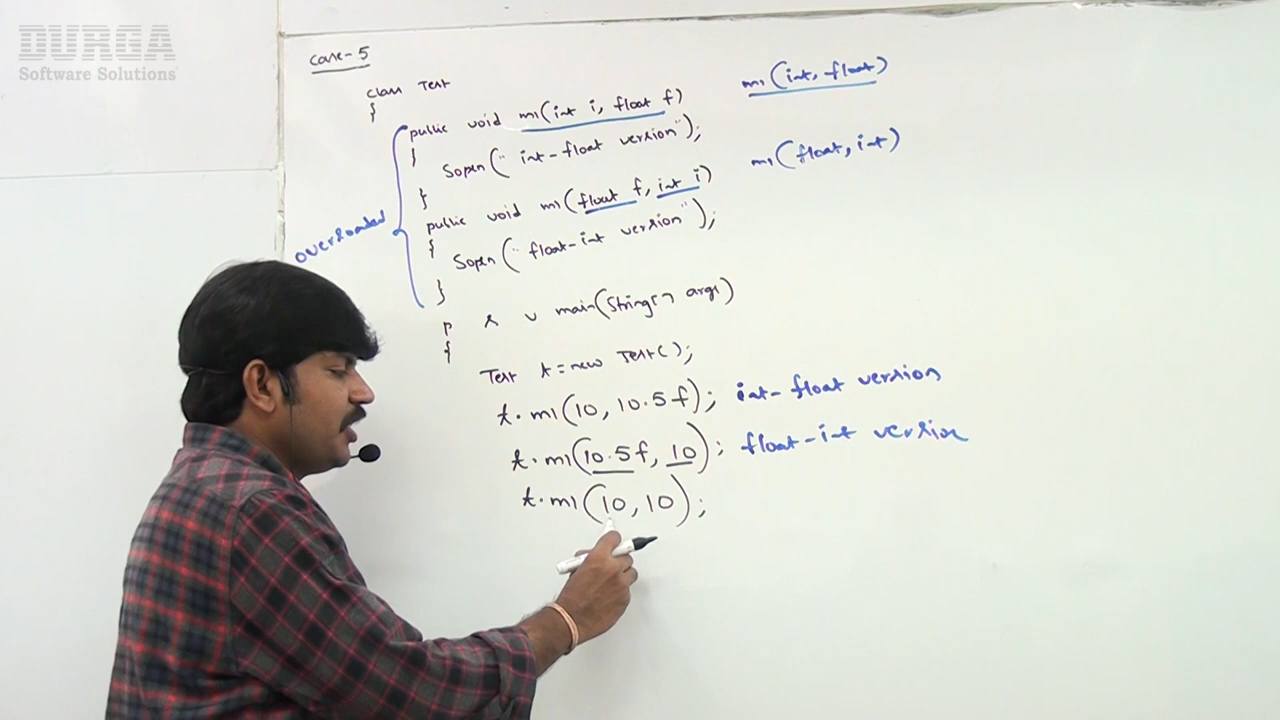 DURGA
Software Solutions
Case-5
class Test
{
public void m1(int i, float f)
{
Sopln("int-float version");
}
public void m1(float f, int i)
{
Sopln("float-int version");
}
p s v main(String[] args)
{
Test t = new Test();
t.m1(10, 10.5f); int-float version
t.m1(10.5f, 10); float-int version
t.m1(10, 10);
overloaded
m1(int, float)
m1(float, int)